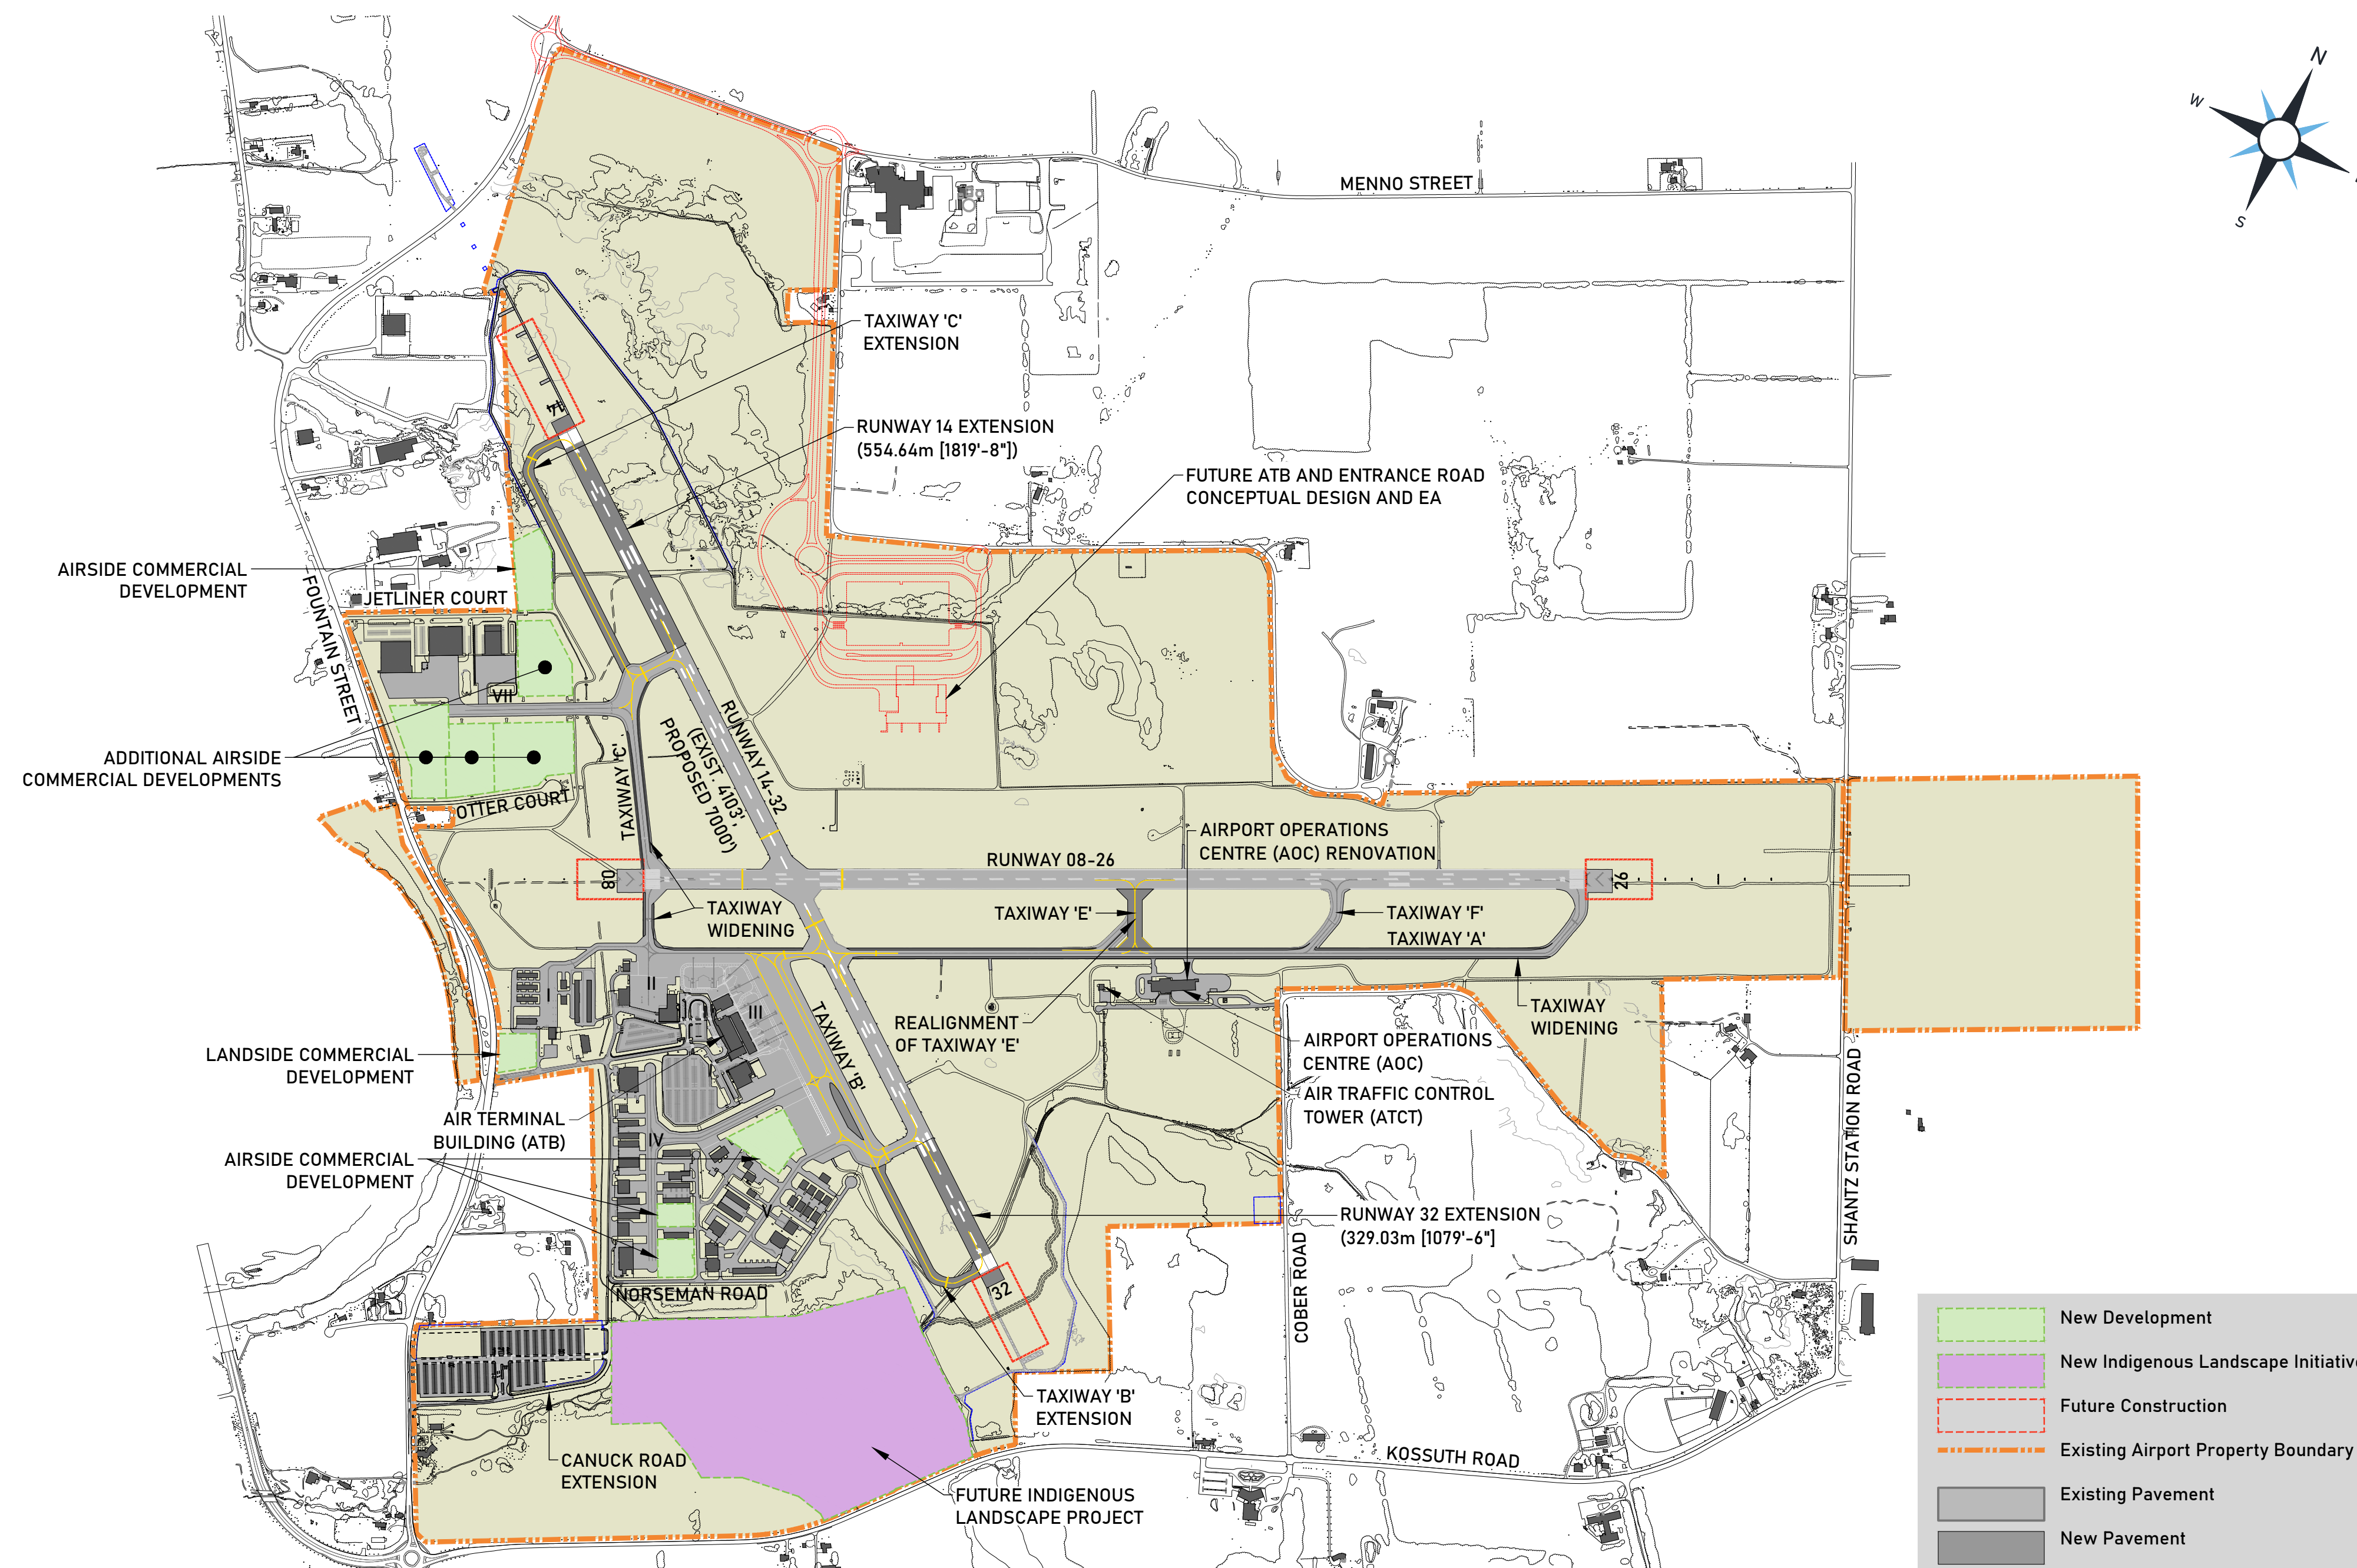 N
W
S
MENNO STREET
TAXIWAY 'C'
EXTENSION
14
RUNWAY 14 EXTENSION
(554.64m [1819'-8"])
FUTURE ATB AND ENTRANCE ROAD
CONCEPTUAL DESIGN AND EA
AIRSIDE COMMERCIAL
DEVELOPMENT
JETLINER COURT
FOUNTAIN STREET
VII
RUNWAY 14-32
(EXIST. 4103',
PROPOSED 7000')
ADDITIONAL AIRSIDE
COMMERCIAL DEVELOPMENTS
OTTER COURT
TAXIWAY 'C'
AIRPORT OPERATIONS
CENTRE (AOC) RENOVATION
RUNWAY 08-26
08
26
TAXIWAY
WIDENING
TAXIWAY 'E'
TAXIWAY 'F'
TAXIWAY 'A'
I
II
III
TAXIWAY 'B'
REALIGNMENT
OF TAXIWAY 'E'
TAXIWAY
WIDENING
AIRPORT OPERATIONS
CENTRE (AOC)
LANDSIDE COMMERCIAL
DEVELOPMENT
AIR TRAFFIC CONTROL
TOWER (ATCT)
AIR TERMINAL
BUILDING (ATB)
IV
AIRSIDE COMMERCIAL
DEVELOPMENT
V
SHANTZ STATION ROAD
RUNWAY 32 EXTENSION
(329.03m [1079'-6"]
COBER ROAD
NORSEMAN ROAD
32
TAXIWAY 'B'
EXTENSION
CANUCK ROAD
EXTENSION
KOSSUTH ROAD
FUTURE INDIGENOUS
LANDSCAPE PROJECT
New Development
New Indigenous Landscape Initiative
Future Construction
Existing Airport Property Boundary
Existing Pavement
New Pavement